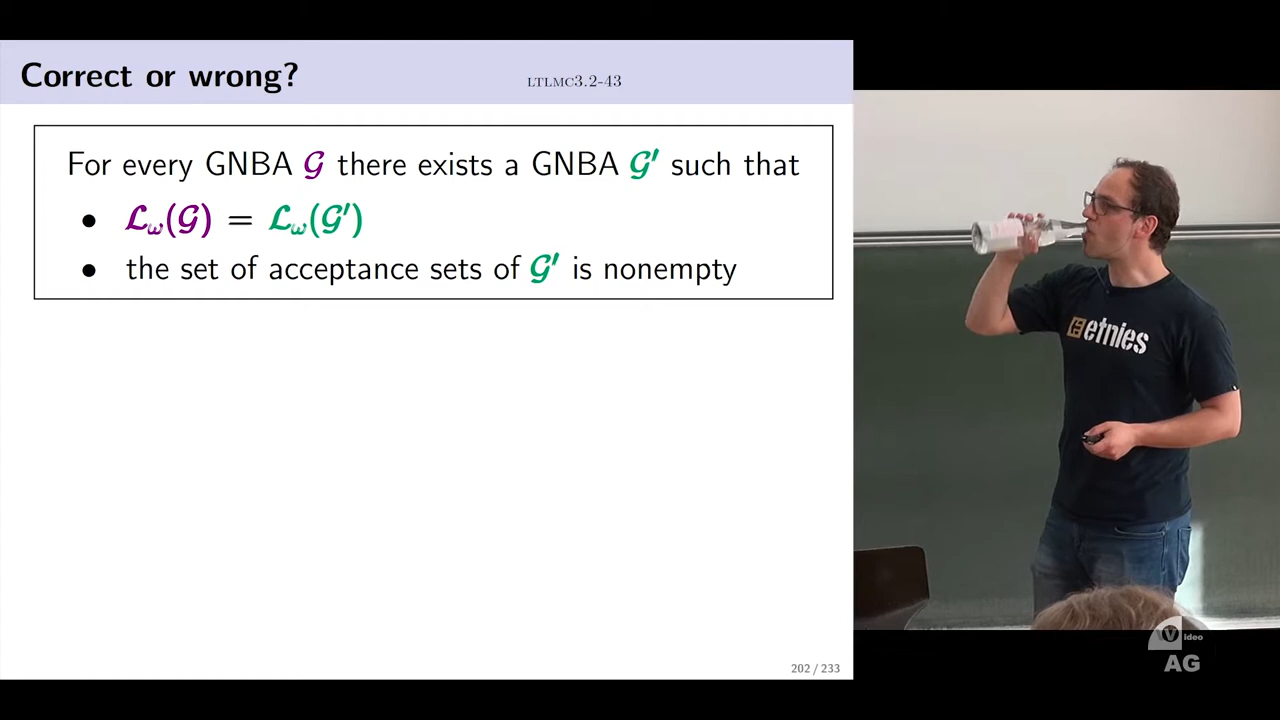 Correct or wrong?
LTLMC3.2-43
For every GNBA 𝒢 there exists a GNBA 𝒢′ such that
• ℒω(𝒢) = ℒω(𝒢′)
• the set of acceptance sets of 𝒢′ is nonempty
etnies
202 / 233
Video
AG